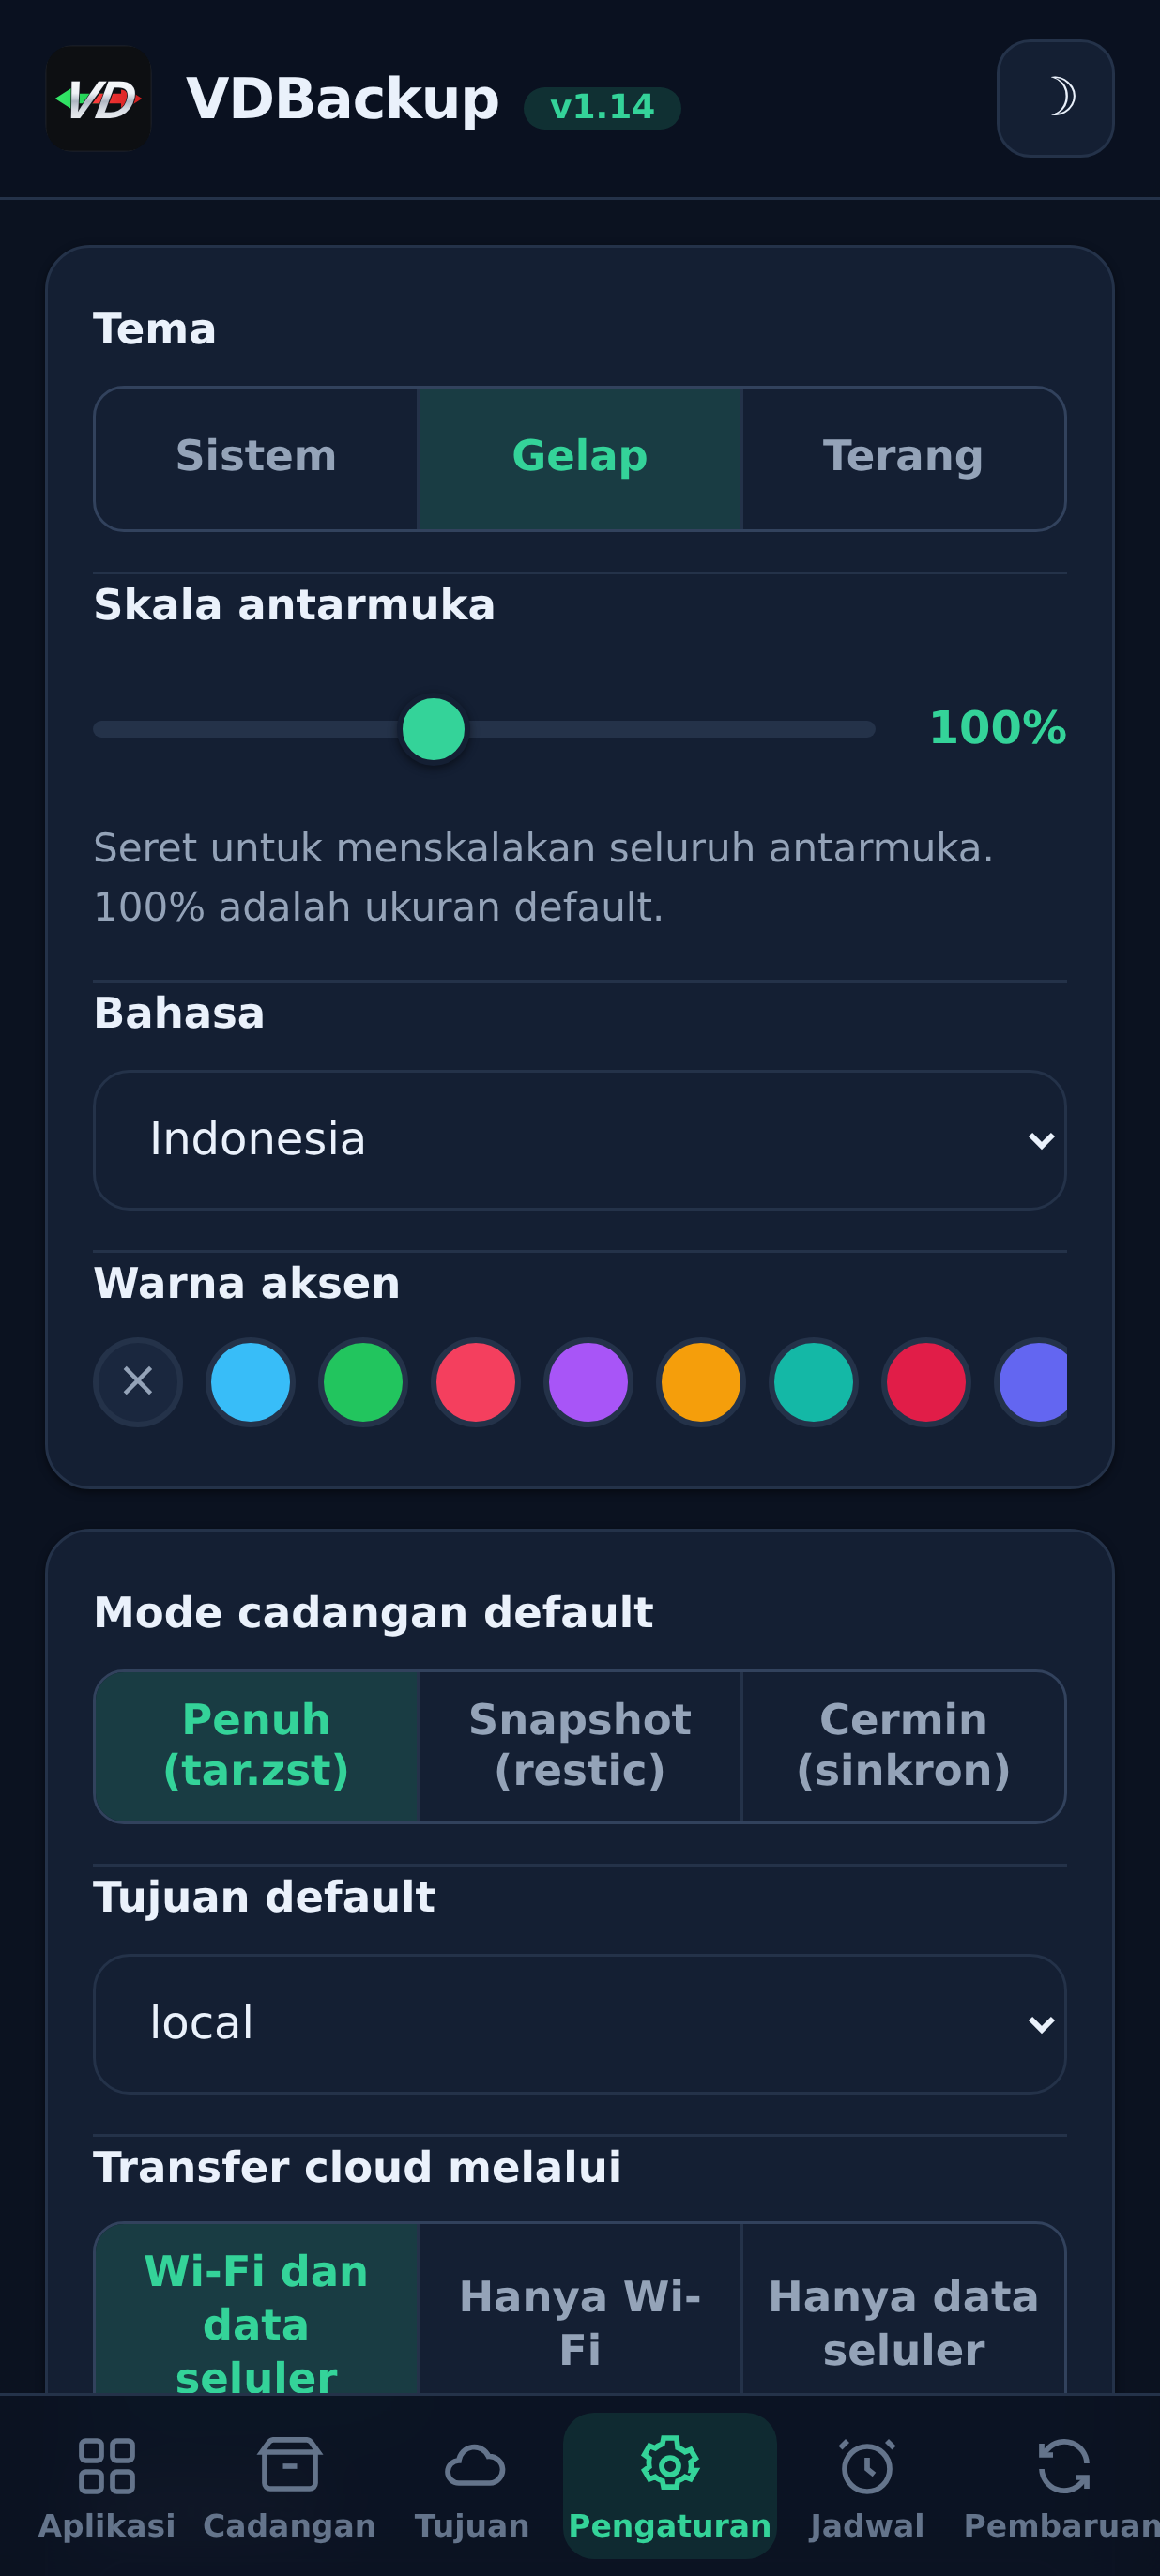 VD
VDBackup v1.14
Tema
Sistem Gelap Terang
Skala antarmuka
100%
Seret untuk menskalakan seluruh antarmuka.
100% adalah ukuran default.
Bahasa
Indonesia
Warna aksen
Mode cadangan default
Penuh
(tar.zst)
Snapshot
(restic)
Cermin
(sinkron)
Tujuan default
local
Transfer cloud melalui
Wi-Fi dan
data
seluler
Hanya Wi-
Fi
Hanya data
seluler
Aplikasi Cadangan Tujuan Pengaturan Jadwal Pembaruan